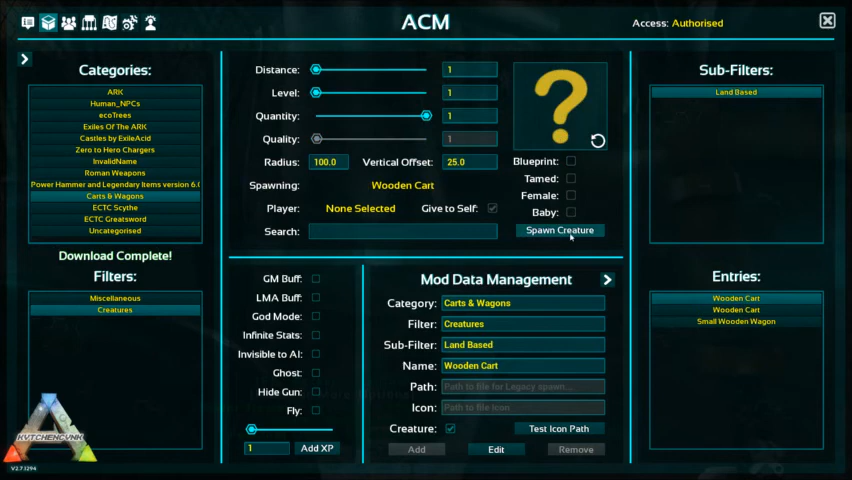 ACM
Access: Authorised
Categories:
ARK
Human_NPCs
ecoTrees
Exiles Of The ARK
Castles by ExileAcid
Zero to Hero Chargers
InvalidName
Roman Weapons
Power Hammer and Legendary Items version 6.0
Carts & Wagons
ECTC Scythe
ECTC Greatsword
Uncategorised
Download Complete!
Filters:
Miscellaneous
Creatures
Distance: 1
Level: 1
Quantity: 1
Quality: 1
Radius: 100.0 Vertical Offset: 25.0
Spawning: Wooden Cart
Player: None Selected Give to Self:
Search:
?
Blueprint:
Tamed:
Female:
Baby:
Spawn Creature
GM Buff:
LMA Buff:
God Mode:
Infinite Stats:
Invisible to AI:
Ghost:
Hide Gun:
Fly:
1 Add XP
Mod Data Management
Category: Carts & Wagons
Filter: Creatures
Sub-Filter: Land Based
Name: Wooden Cart
Path: Path to file for Legacy spawn...
Icon: Path to file Icon
Creature: Test Icon Path
Add Edit Remove
Sub-Filters:
Land Based
Entries:
Wooden Cart
Wooden Cart
Small Wooden Wagon
KVTCHENCVNK